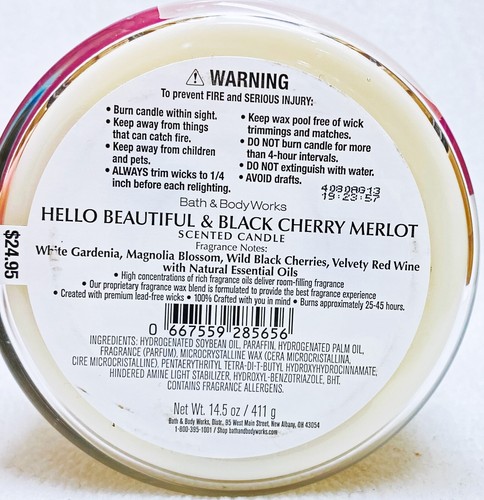 ⚠ WARNING
To prevent FIRE and SERIOUS INJURY:
• Burn candle within sight.
• Keep away from things
that can catch fire.
• Keep away from children
and pets.
• ALWAYS trim wicks to 1/4
inch before each relighting.
• Keep wax pool free of wick
trimmings and matches.
• DO NOT burn candle for more
than 4-hour intervals.
• DO NOT extinguish with water.
• AVOID drafts.
19:23:57
Bath & Body Works
HELLO BEAUTIFUL & BLACK CHERRY MERLOT
SCENTED CANDLE
Fragrance Notes:
White Gardenia, Magnolia Blossom, Wild Black Cherries, Velvety Red Wine
with Natural Essential Oils
• High concentrations of rich fragrance oils deliver room-filling fragrance
• Our proprietary fragrance wax blend is formulated to provide the best fragrance experience
• Created with premium lead-free wicks • 100% Crafted with you in mind • Burns approximately 25-45 hours.
$24.95
0 667559 285656
INGREDIENTS: HYDROGENATED SOYBEAN OIL, PARAFFIN, HYDROGENATED PALM OIL,
FRAGRANCE (PARFUM), MICROCRYSTALLINE WAX (CERA MICROCRISTALLINA,
CIRE MICROCRISTALLINE), PENTAERYTHRITYL TETRA-DI-T-BUTYL HYDROXYHYDROCINNAMATE,
HINDERED AMINE LIGHT STABILIZER, HYDROXYL-BENZOTRIAZOLE, BHT.
CONTAINS FRAGRANCE ALLERGENS.
Net Wt. 14.5 oz / 411 g
Bath & Body Works, Distr., 95 West Main Street, New Albany, OH 43054
1-800-395-1001 / Shop bathandbodyworks.com